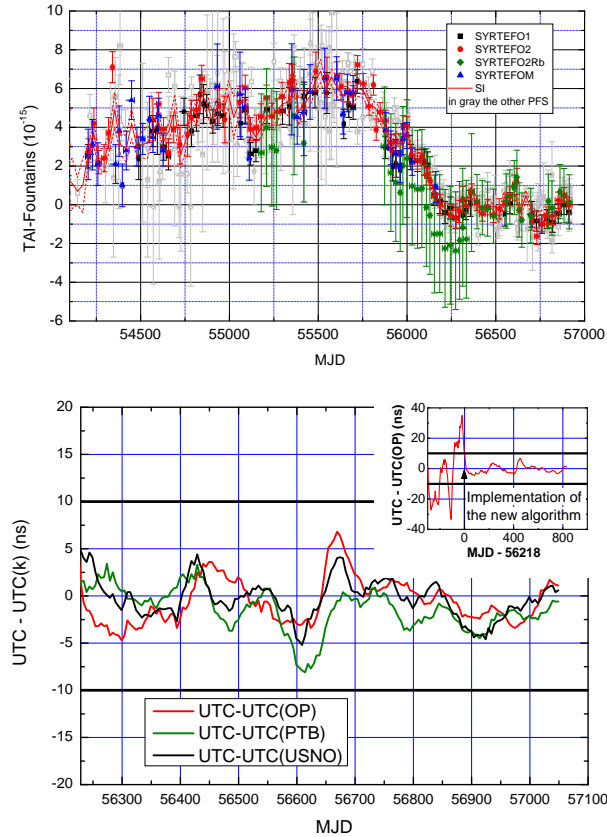 TAI-Fountains (10⁻¹⁵)
10
8
6
4
2
0
-2
-4
-6
SYRTEFO1
SYRTEFO2
SYRTEFO2Rb
SYRTEFOM
SI
in gray the other PFS
54500 55000 55500 56000 56500 57000
MJD
UTC - UTC(k) (ns)
20
15
10
5
0
-5
-10
-15
-20
UTC - UTC(OP) (ns)
40
20
0
-20
-40
Implementation of
the new algorithm
0 400 800
MJD - 56218
UTC-UTC(OP)
UTC-UTC(PTB)
UTC-UTC(USNO)
56300 56400 56500 56600 56700 56800 56900 57000 57100
MJD